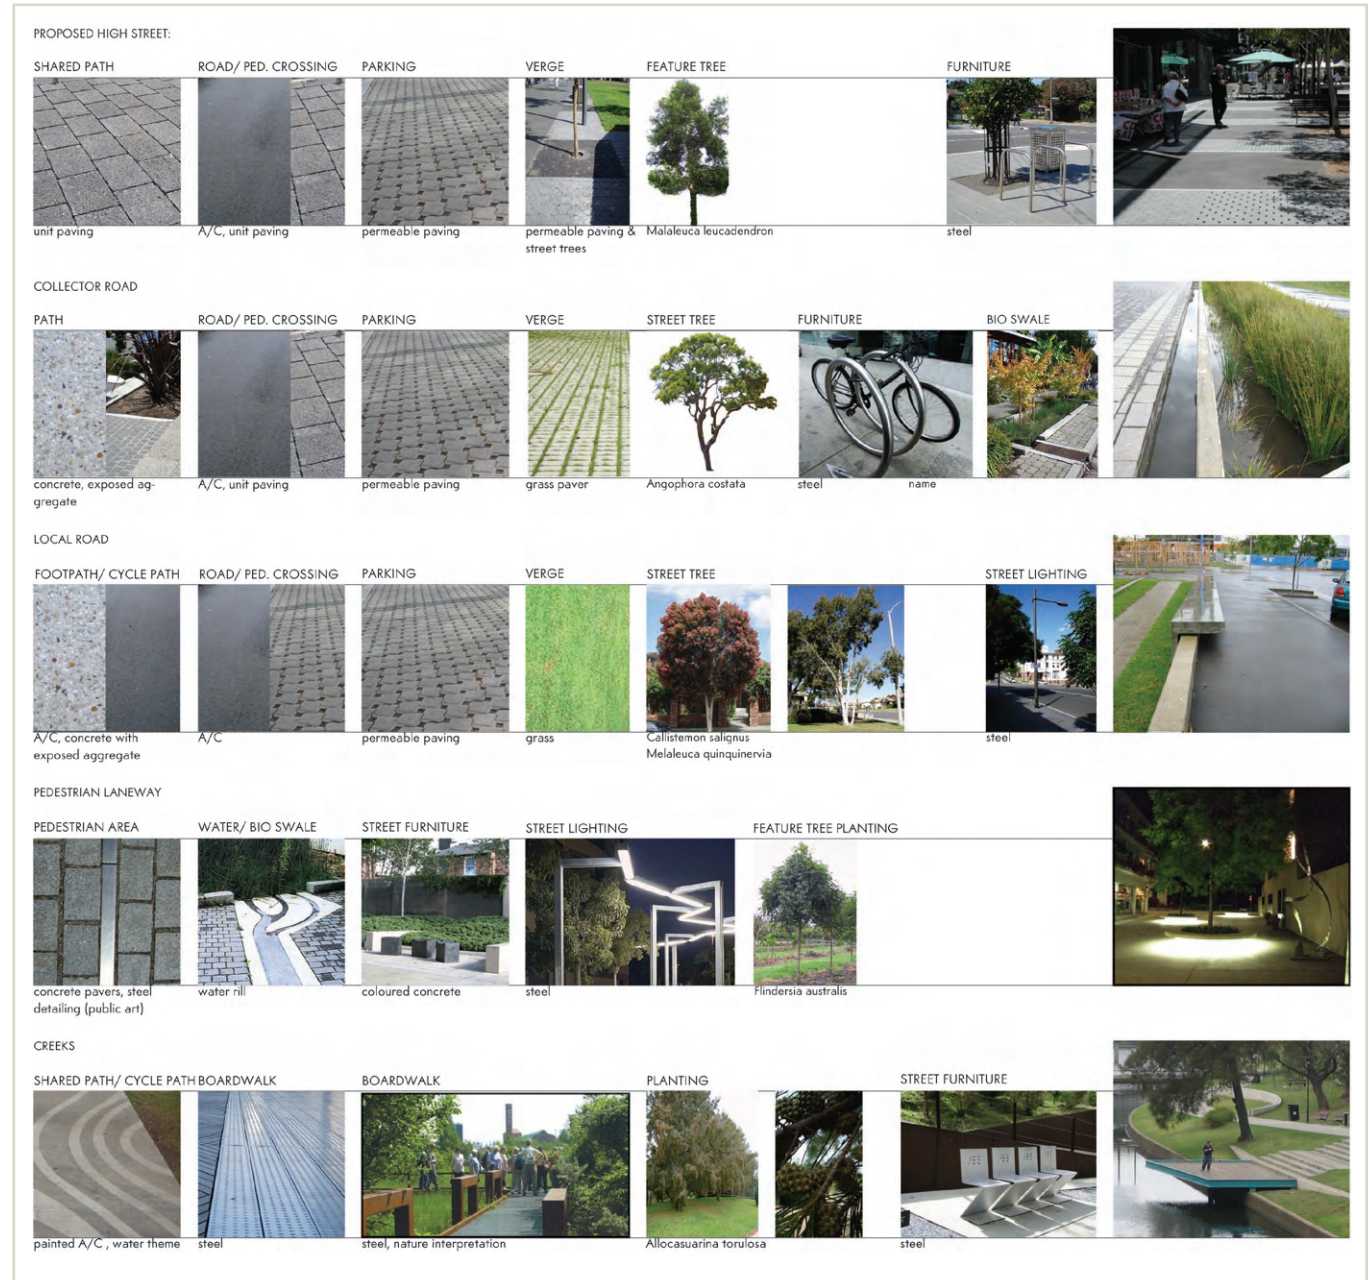 PROPOSED HIGH STREET:
SHARED PATH
ROAD/ PED. CROSSING
PARKING
VERGE
FEATURE TREE
FURNITURE
unit paving
A/C, unit paving
permeable paving
permeable paving &
street trees
Malaleuca leucadendron
steel
COLLECTOR ROAD
PATH
ROAD/ PED. CROSSING
PARKING
VERGE
STREET TREE
FURNITURE
BIO SWALE
concrete, exposed ag-
gregate
A/C, unit paving
permeable paving
grass paver
Angophora costata
steel
name
LOCAL ROAD
FOOTPATH/ CYCLE PATH
ROAD/ PED. CROSSING
PARKING
VERGE
STREET TREE
STREET LIGHTING
A/C, concrete with
exposed aggregate
A/C
permeable paving
grass
Callistemon salignus
Melaleuca quinquinervia
steel
PEDESTRIAN LANEWAY
PEDESTRIAN AREA
WATER/ BIO SWALE
STREET FURNITURE
STREET LIGHTING
FEATURE TREE PLANTING
concrete pavers, steel
detailing (public art)
water rill
coloured concrete
steel
Flindersia australis
CREEKS
SHARED PATH/ CYCLE PATH
BOARDWALK
BOARDWALK
PLANTING
STREET FURNITURE
painted A/C , water theme
steel
steel, nature interpretation
Allocasuarina torulosa
steel